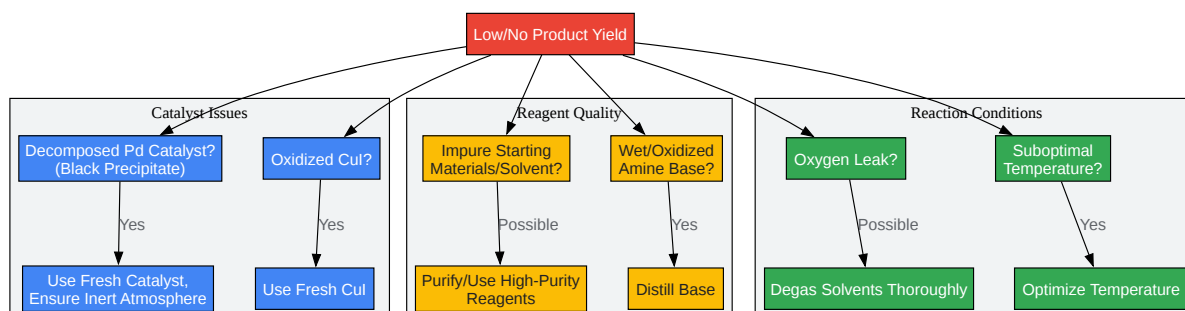 Low/No Product Yield
Catalyst Issues
Reagent Quality
Reaction Conditions
Decomposed Pd Catalyst?
(Black Precipitate)
Oxidized CuI?
Impure Starting
Materials/Solvent?
Wet/Oxidized
Amine Base?
Oxygen Leak?
Suboptimal
Temperature?
Yes
Yes
Possible
Yes
Possible
Yes
Use Fresh Catalyst,
Ensure Inert Atmosphere
Use Fresh CuI
Purify/Use High-Purity
Reagents
Distill Base
Degas Solvents Thoroughly
Optimize Temperature